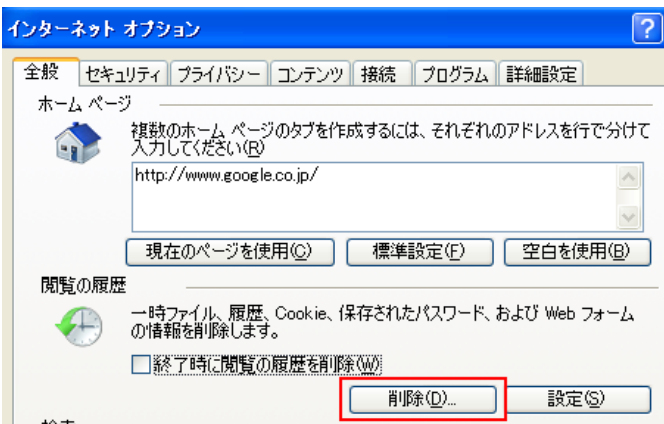 インターネット オプション
?
全般 セキュリティ プライバシー コンテンツ 接続 プログラム 詳細設定
ホーム ページ
複数のホーム ページのタブを作成するには、それぞれのアドレスを行で分けて
入力してください(R)
http://www.google.co.jp/
現在のページを使用(C) 標準設定(F) 空白を使用(B)
閲覧の履歴
一時ファイル、履歴、Cookie、保存されたパスワード、および Web フォーム
の情報を削除します。
終了時に閲覧の履歴を削除(W)
削除(D)... 設定(S)